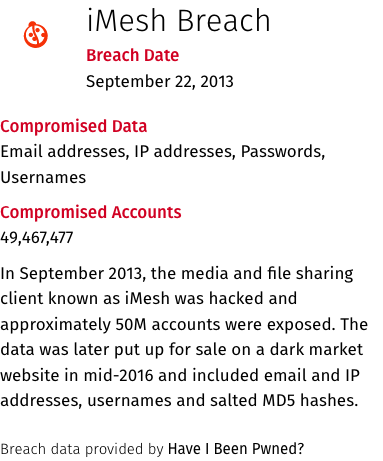 iMesh Breach
Breach Date
September 22, 2013
Compromised Data
Email addresses, IP addresses, Passwords,
Usernames
Compromised Accounts
49,467,477
In September 2013, the media and file sharing
client known as iMesh was hacked and
approximately 50M accounts were exposed. The
data was later put up for sale on a dark market
website in mid-2016 and included email and IP
addresses, usernames and salted MD5 hashes.
Breach data provided by Have I Been Pwned?